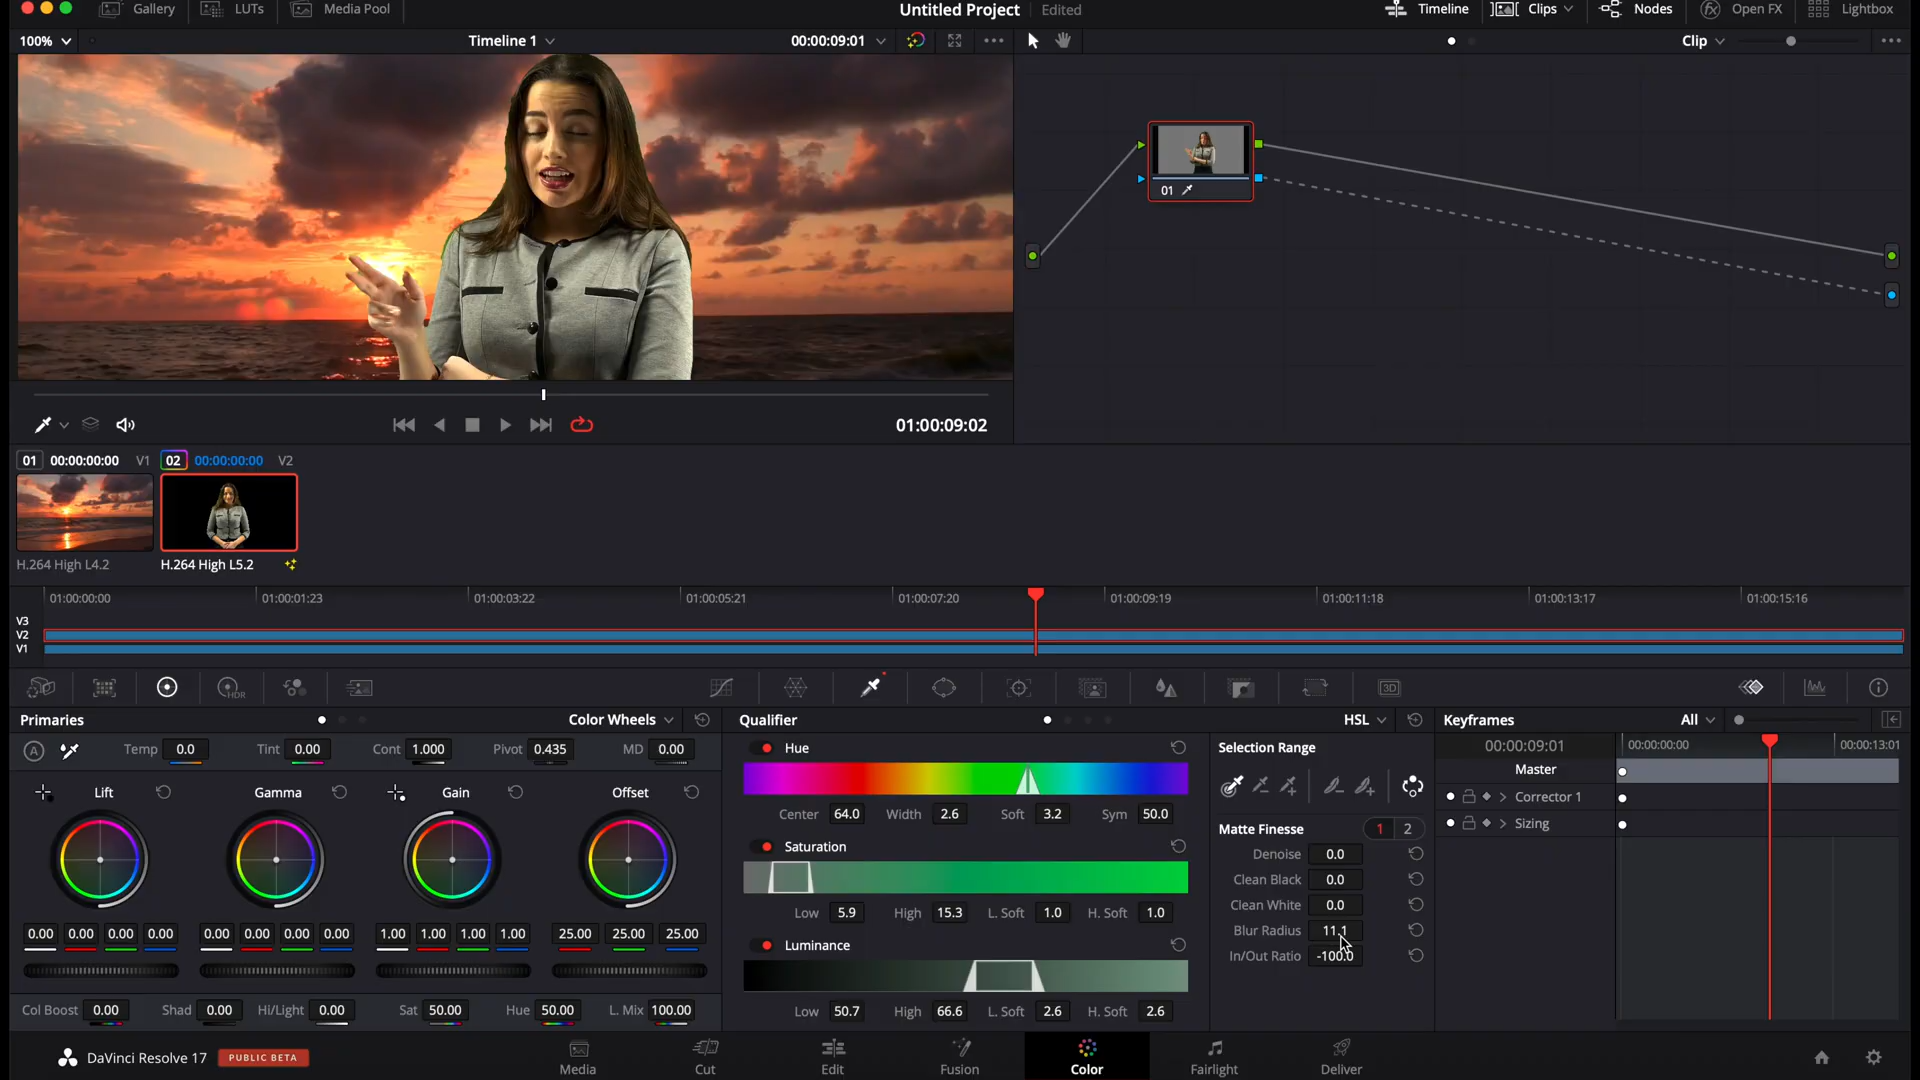 Gallery LUTs Media Pool Untitled Project Edited Timeline Clips Nodes Open FX Lightbox
100% Timeline 1 00:00:09:01 Clip
01
01:00:09:02
01 00:00:00:00 V1 02 00:00:00:00 V2
H.264 High L4.2 H.264 High L5.2
01:00:00:00 01:00:01:23 01:00:03:22 01:00:05:21 01:00:07:20 01:00:09:19 01:00:11:18 01:00:13:17 01:00:15:16
V3
V2
V1
HDR 3D
Primaries Color Wheels Qualifier HSL Keyframes All
A Temp 0.0 Tint 0.00 Cont 1.000 Pivot 0.435 MD 0.00 Hue Selection Range 00:00:09:01 00:00:00:00 00:00:13:01
Master
Lift Gamma Gain Offset Center 64.0 Width 2.6 Soft 3.2 Sym 50.0 Corrector 1
Matte Finesse 1 2 Sizing
Saturation Denoise 0.0
Clean Black 0.0
Low 5.9 High 15.3 L. Soft 1.0 H. Soft 1.0 Clean White 0.0
0.00 0.00 0.00 0.00 0.00 0.00 0.00 0.00 1.00 1.00 1.00 1.00 25.00 25.00 25.00 Blur Radius 11.1
Luminance In/Out Ratio -100.0
Col Boost 0.00 Shad 0.00 Hi/Light 0.00 Sat 50.00 Hue 50.00 L. Mix 100.00 Low 50.7 High 66.6 L. Soft 2.6 H. Soft 2.6
DaVinci Resolve 17 PUBLIC BETA Media Cut Edit Fusion Color Fairlight Deliver